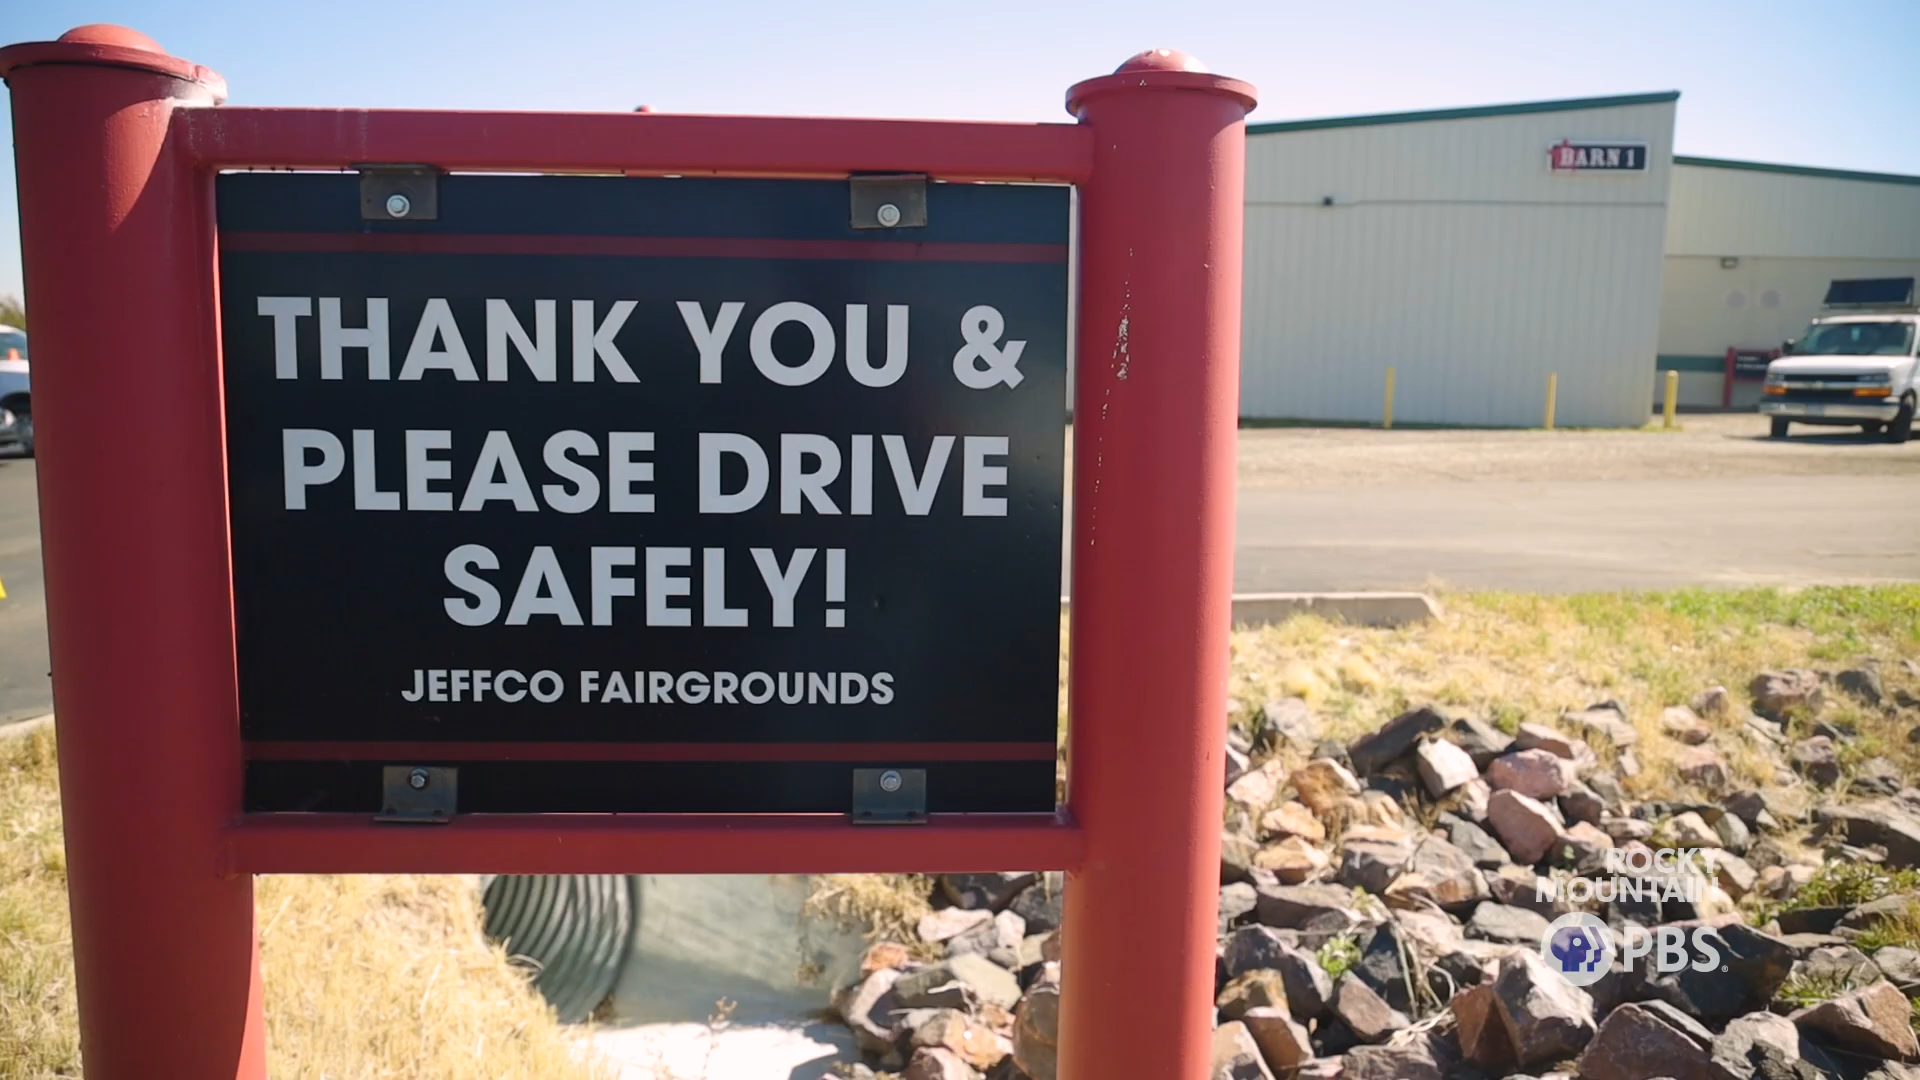 BARN 1
THANK YOU &
PLEASE DRIVE
SAFELY!
JEFFCO FAIRGROUNDS
ROCKY
MOUNTAIN
PBS